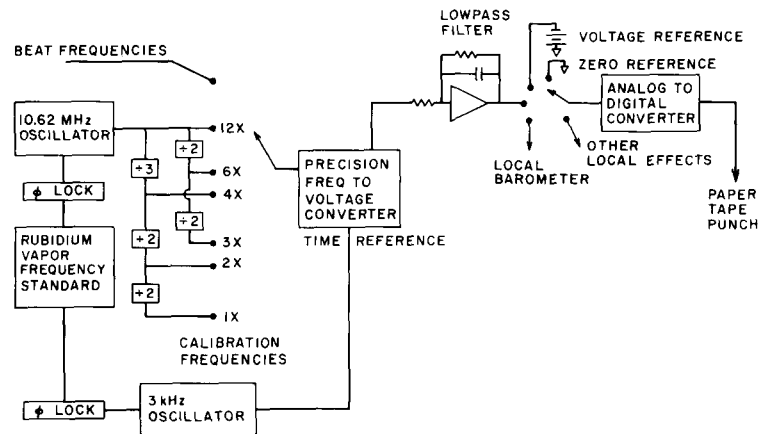 LOWPASS
FILTER
BEAT FREQUENCIES
VOLTAGE REFERENCE
ZERO REFERENCE
10.62 MHz
OSCILLATOR
12X
÷2
÷3
6X
4X
ϕ LOCK
÷2
÷2
3X
2X
÷2
1X
RUBIDIUM
VAPOR
FREQUENCY
STANDARD
CALIBRATION
FREQUENCIES
PRECISION
FREQ TO
VOLTAGE
CONVERTER
TIME REFERENCE
ANALOG TO
DIGITAL
CONVERTER
OTHER
LOCAL EFFECTS
LOCAL
BAROMETER
PAPER
TAPE
PUNCH
ϕ LOCK
3 kHz
OSCILLATOR